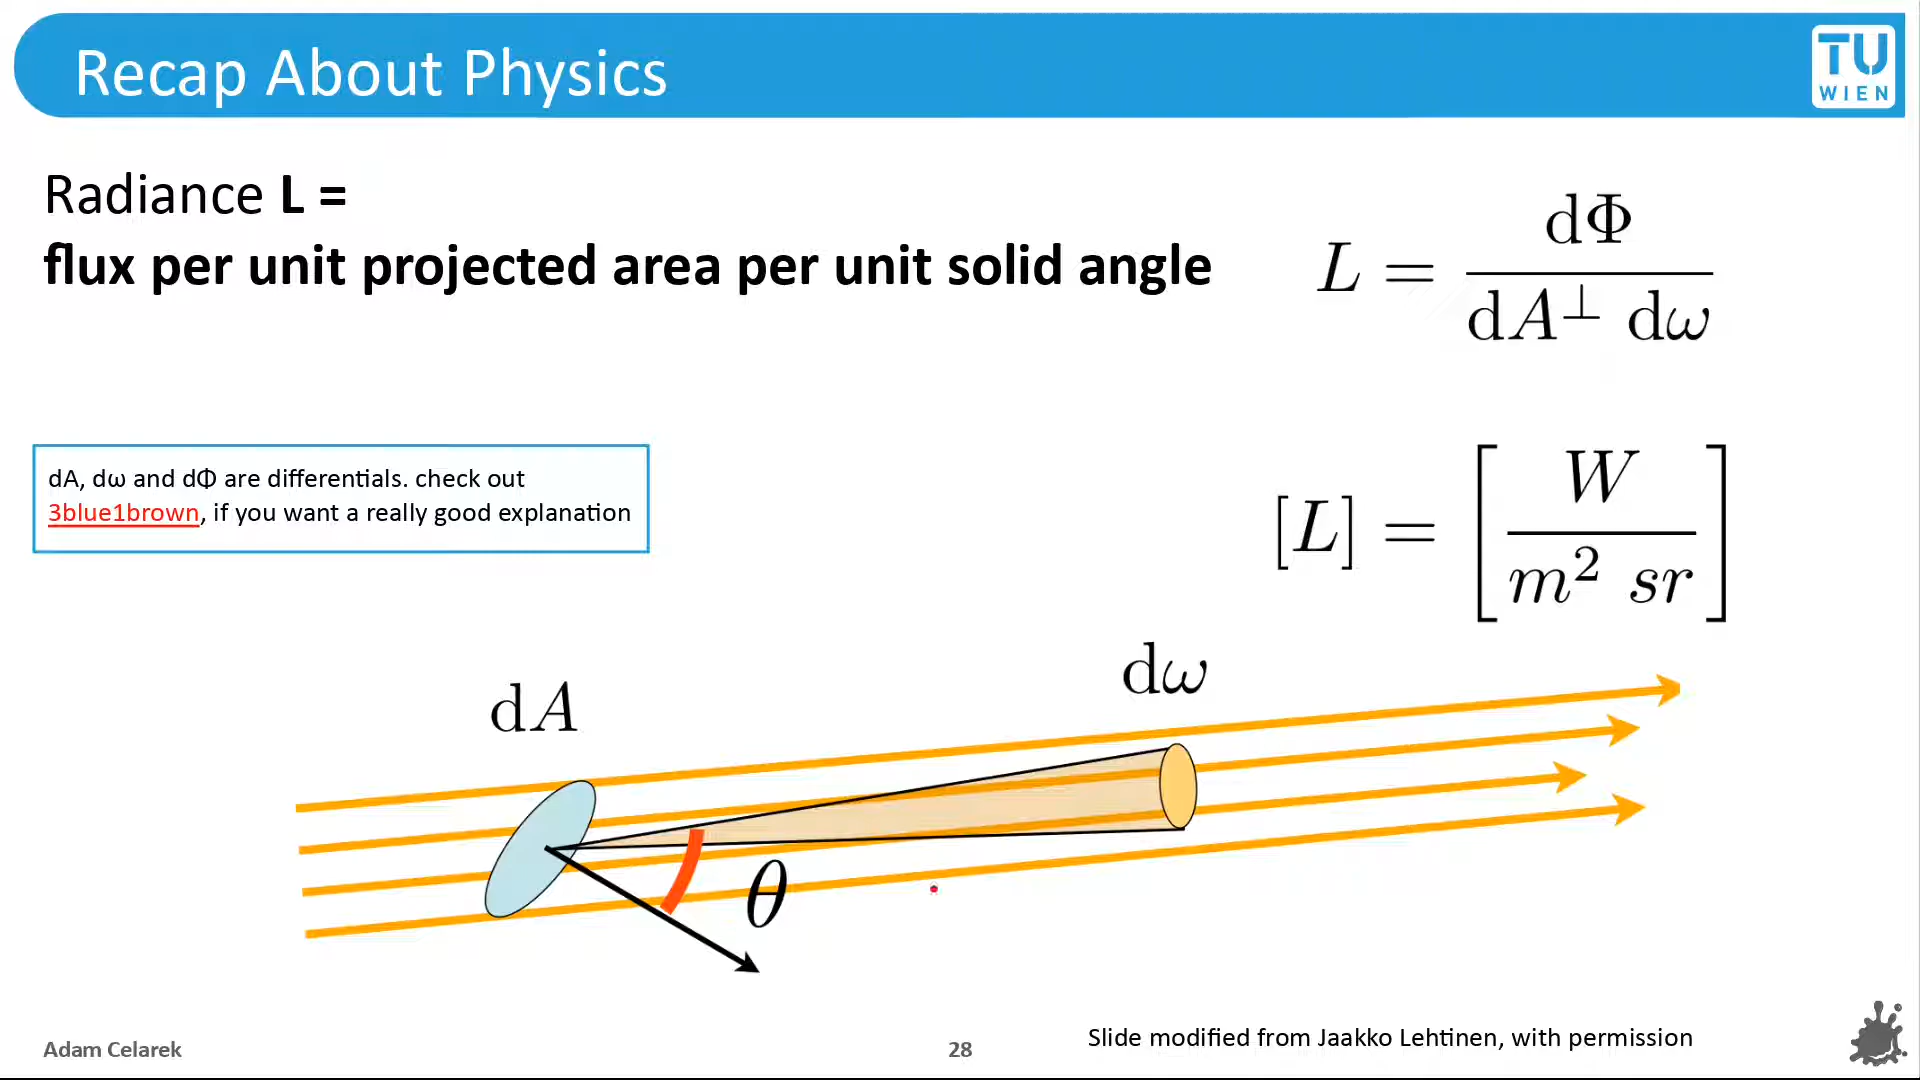 Recap About Physics
TU
WIEN
Radiance L =
flux per unit projected area per unit solid angle
L = dΦ / dA⊥ dω
dA, dω and dΦ are differentials. check out
3blue1brown, if you want a really good explanation
[L] = [W / m² sr]
dω
dA
θ
Adam Celarek
28
Slide modified from Jaakko Lehtinen, with permission